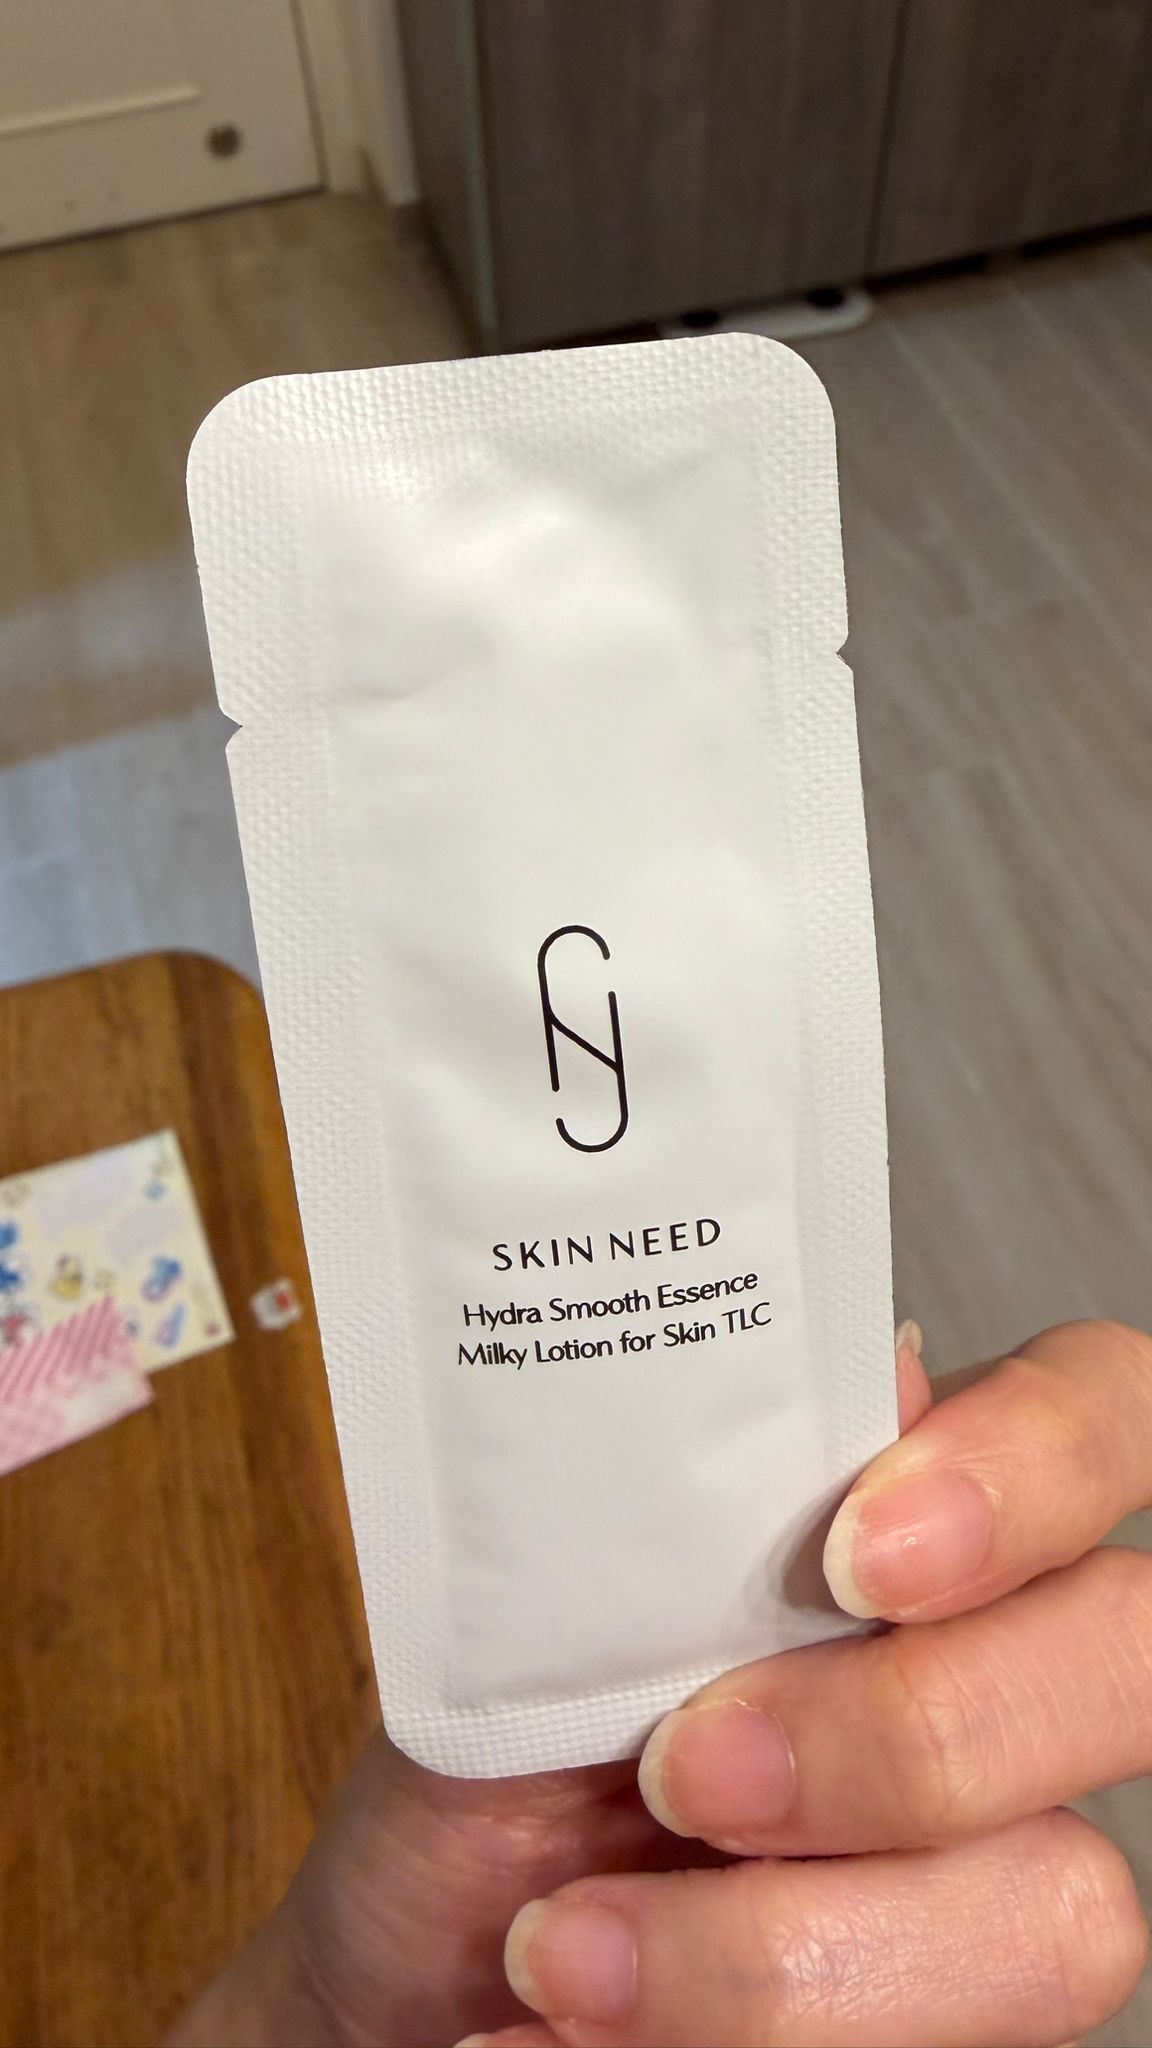 SKIN NEED
Hydra Smooth Essence
Milky Lotion for Skin TLC